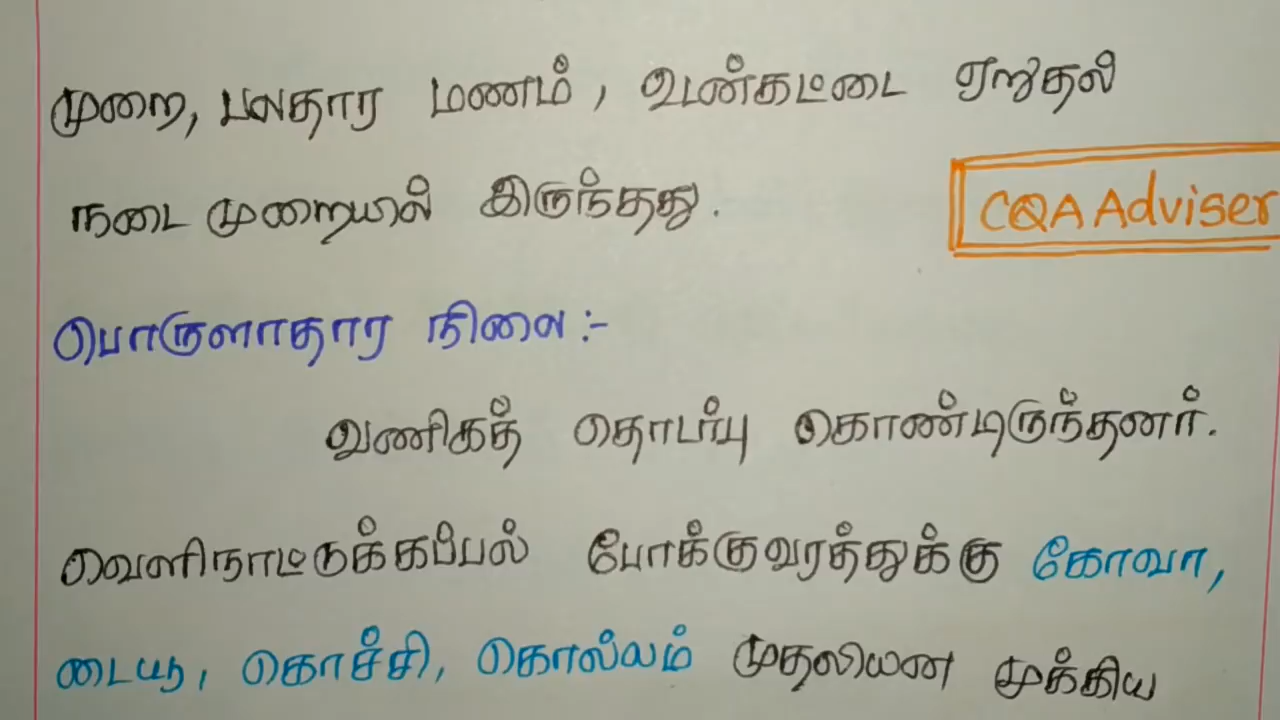 முறை, பலதார மணம், உடன்கட்டை ஏறுதல்
நடைமுறையில் இருந்தது.
CQA Adviser
பொருளாதார நிலை :-
வணிகத் தொடர்பு கொண்டிருந்தனர்.
வெளிநாட்டுக்கப்பல் போக்குவரத்துக்கு கோவா,
டையூ, கொச்சி, கொல்லம் முதலியன முக்கிய